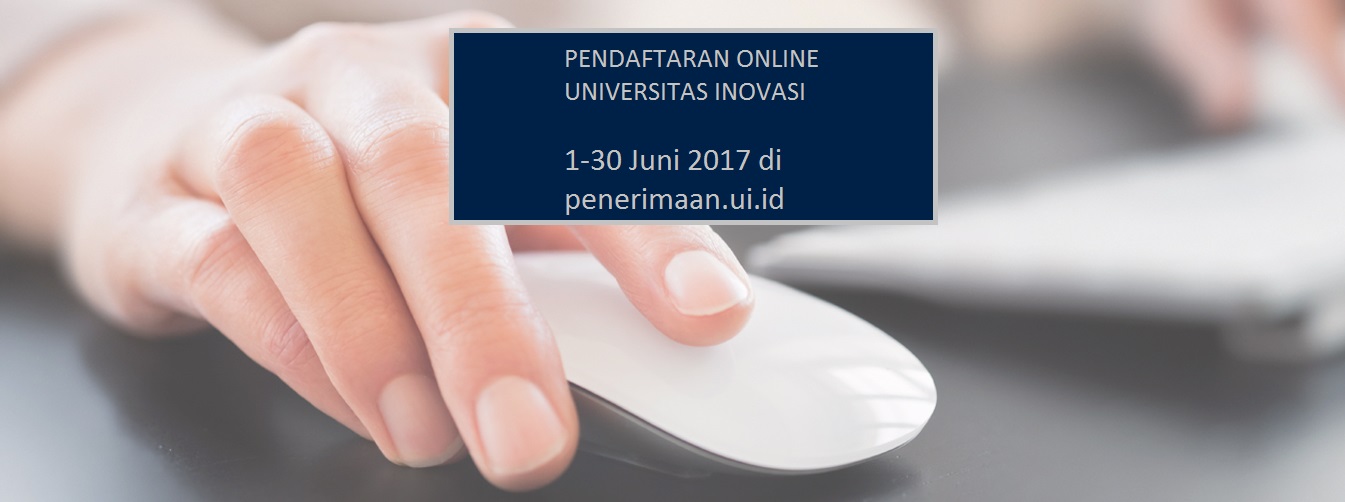 PENDAFTARAN ONLINE
UNIVERSITAS INOVASI
1-30 Juni 2017 di
penerimaan.ui.id